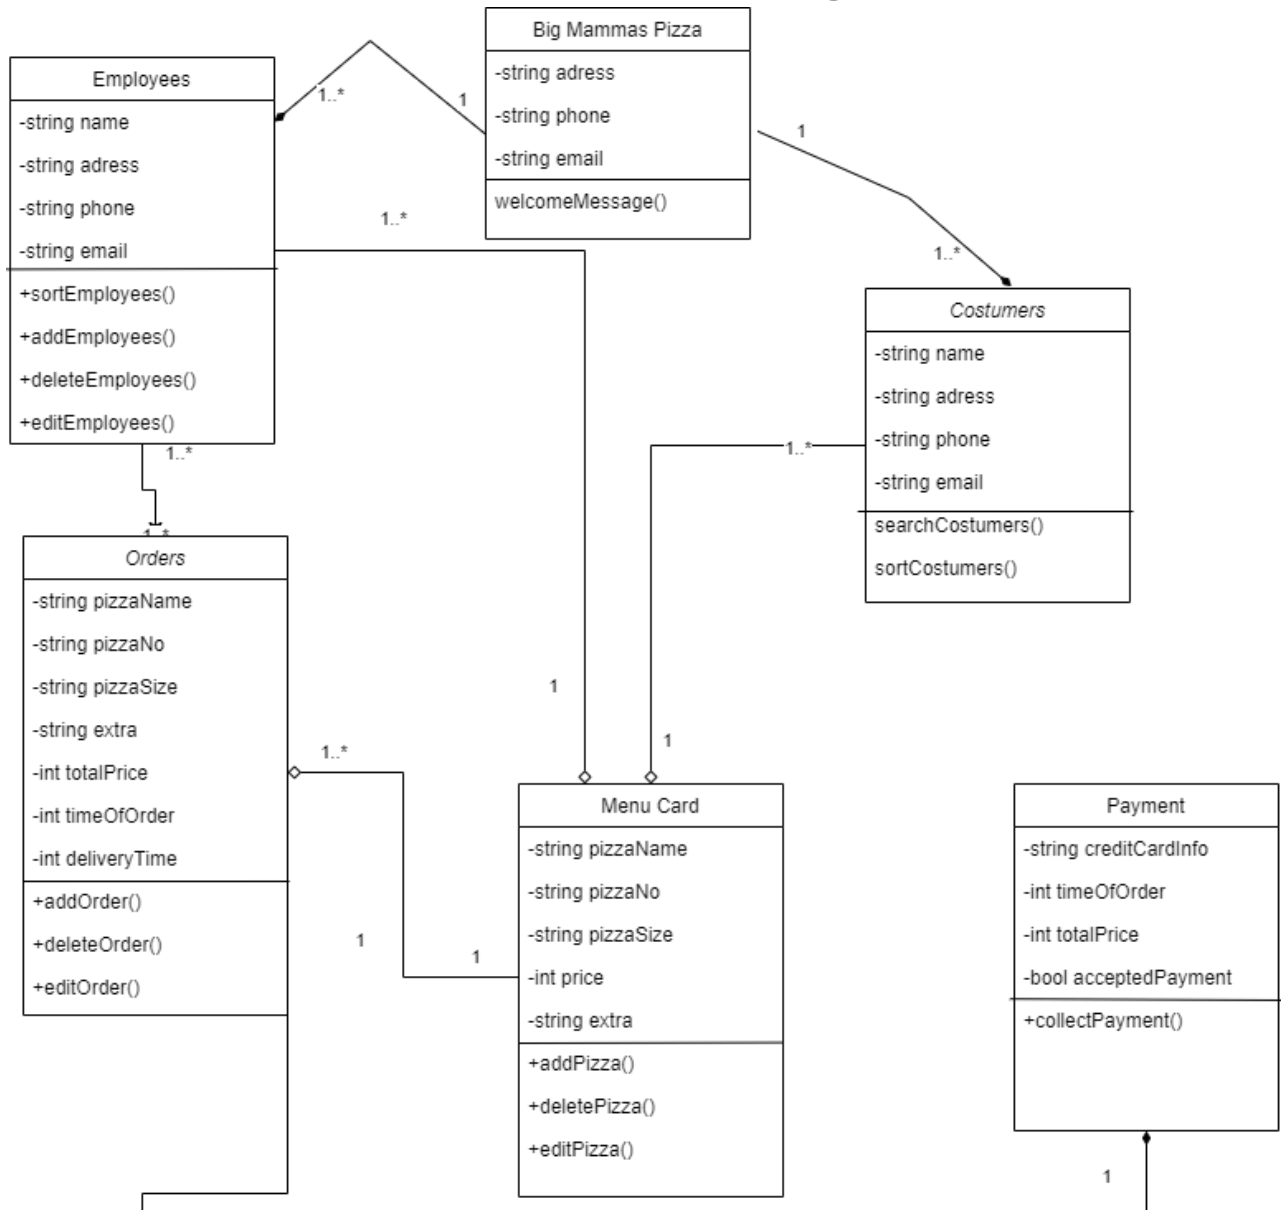 Big Mammas Pizza
-string adress
-string phone
-string email
welcomeMessage()
Employees
-string name
-string adress
-string phone
-string email
+sortEmployees()
+addEmployees()
+deleteEmployees()
+editEmployees()
1..*
1
1
1..*
1..*
Costumers
-string name
-string adress
-string phone
-string email
searchCostumers()
sortCostumers()
1..*
1..*
1..*
Orders
-string pizzaName
-string pizzaNo
-string pizzaSize
-string extra
-int totalPrice
-int timeOfOrder
-int deliveryTime
+addOrder()
+deleteOrder()
+editOrder()
1
1
1..*
1
1
Menu Card
-string pizzaName
-string pizzaNo
-string pizzaSize
-int price
-string extra
+addPizza()
+deletePizza()
+editPizza()
Payment
-string creditCardInfo
-int timeOfOrder
-int totalPrice
-bool acceptedPayment
+collectPayment()
1